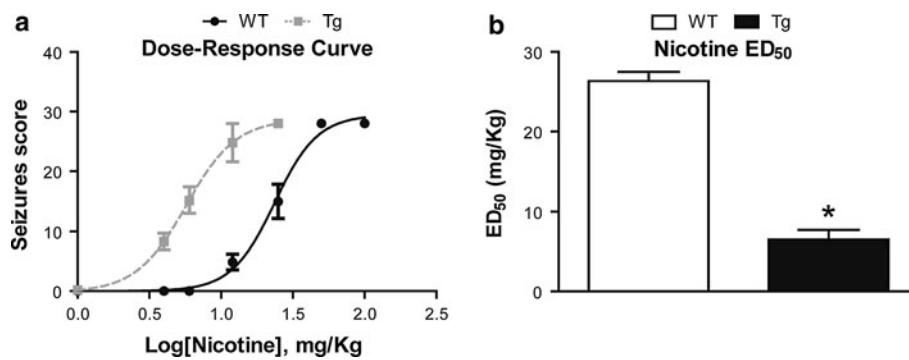 a
WT Tg
Dose-Response Curve
Seizures score
40
30
20
10
0
0.0 0.5 1.0 1.5 2.0 2.5
Log[Nicotine], mg/Kg
b
WT Tg
Nicotine ED50
ED50 (mg/Kg)
30
20
10
0
*